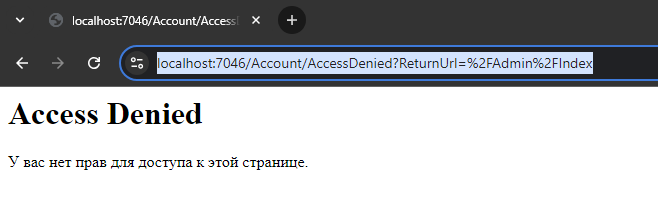 localhost:7046/Account/Access
localhost:7046/Account/AccessDenied?ReturnUrl=%2FAdmin%2FIndex
Access Denied
У вас нет прав для доступа к этой странице.